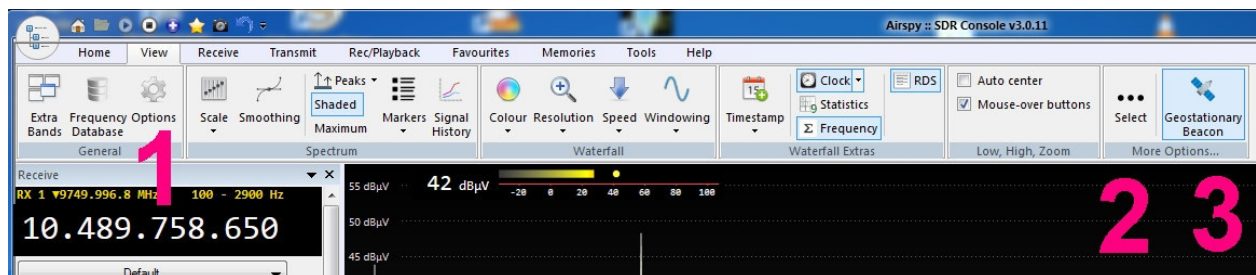 Airspy :: SDR Console v3.0.11
Home View Receive Transmit Rec/Playback Favourites Memories Tools Help
Peaks Clock RDS Auto center
15
Shaded Statistics Mouse-over buttons
Extra Bands Frequency Database Options Scale Smoothing Maximum Markers Signal History Colour Resolution Speed Windowing Timestamp Σ Frequency Select Geostationary Beacon
General Spectrum Waterfall Waterfall Extras Low, High, Zoom More Options...
1 2 3
Receive
RX 1 ▼9749.996.8 MHz 100 - 2900 Hz
10.489.758.650
Default
55 dBµV 42 dBµV -20 0 20 40 60 80 100
50 dBµV
45 dBµV